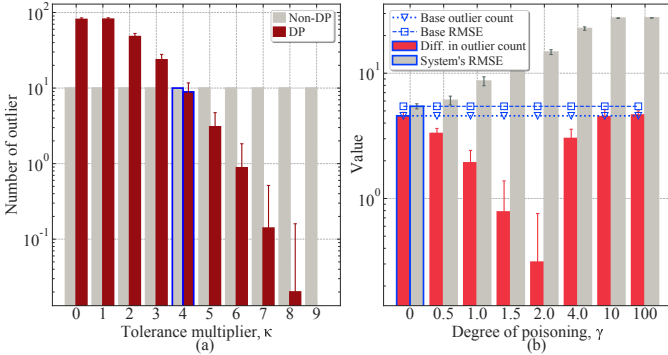 Non-DP
DP
Number of outlier
10²
10¹
10⁰
10⁻¹
0 1 2 3 4 5 6 7 8 9
Tolerance multiplier, κ
(a)
Base outlier count
Base RMSE
Diff. in outlier count
System's RMSE
Value
10¹
10⁰
0 0.5 1.0 1.5 2.0 4.0 10 100
Degree of poisoning, γ
(b)